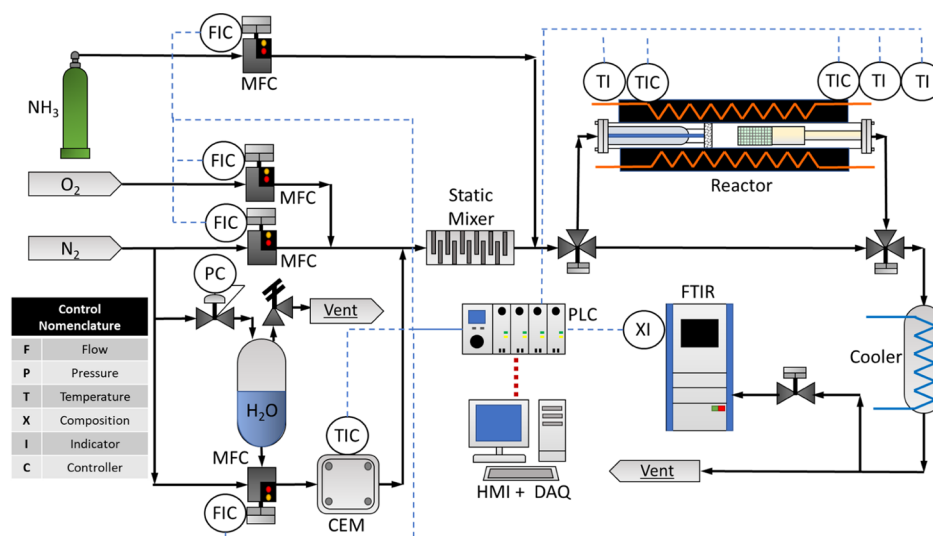 FIC
MFC
NH3
TI
TIC
TIC
TI
TI
Reactor
O2
FIC
MFC
N2
FIC
MFC
Static
Mixer
PC
Vent
Control
Nomenclature
F Flow
P Pressure
T Temperature
X Composition
I Indicator
C Controller
H2O
MFC
FIC
TIC
CEM
PLC
HMI + DAQ
XI
FTIR
Cooler
Vent